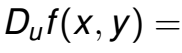 D_u f(x, y) =